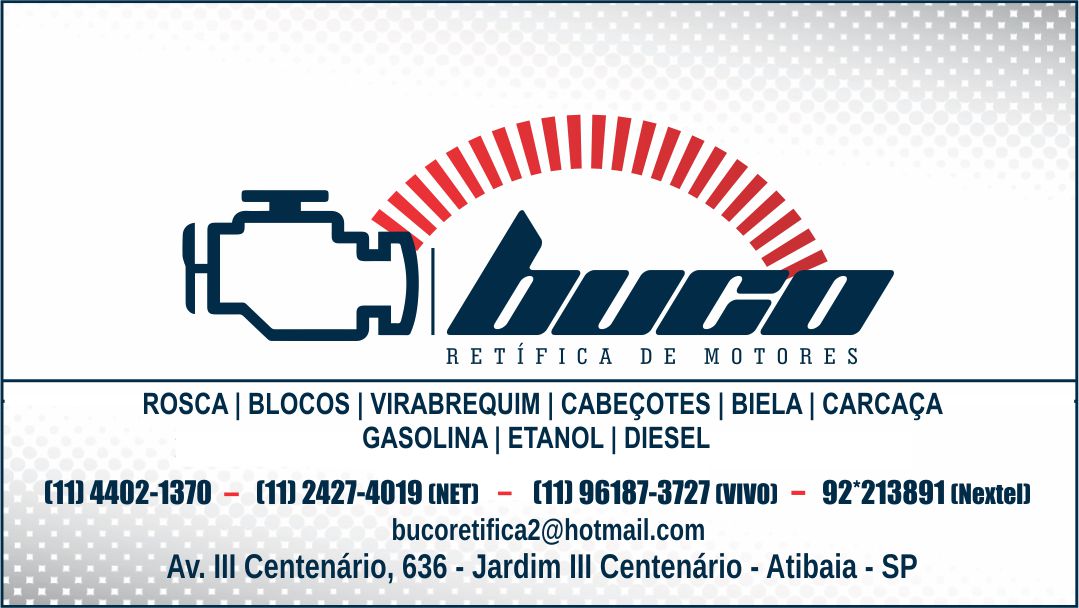 buco
RETÍFICA DE MOTORES
ROSCA | BLOCOS | VIRABREQUIM | CABEÇOTES | BIELA | CARCAÇA
GASOLINA | ETANOL | DIESEL
(11) 4402-1370 – (11) 2427-4019 (NET) – (11) 96187-3727 (VIVO) – 92*213891 (Nextel)
bucoretifica2@hotmail.com
Av. III Centenário, 636 - Jardim III Centenário - Atibaia - SP